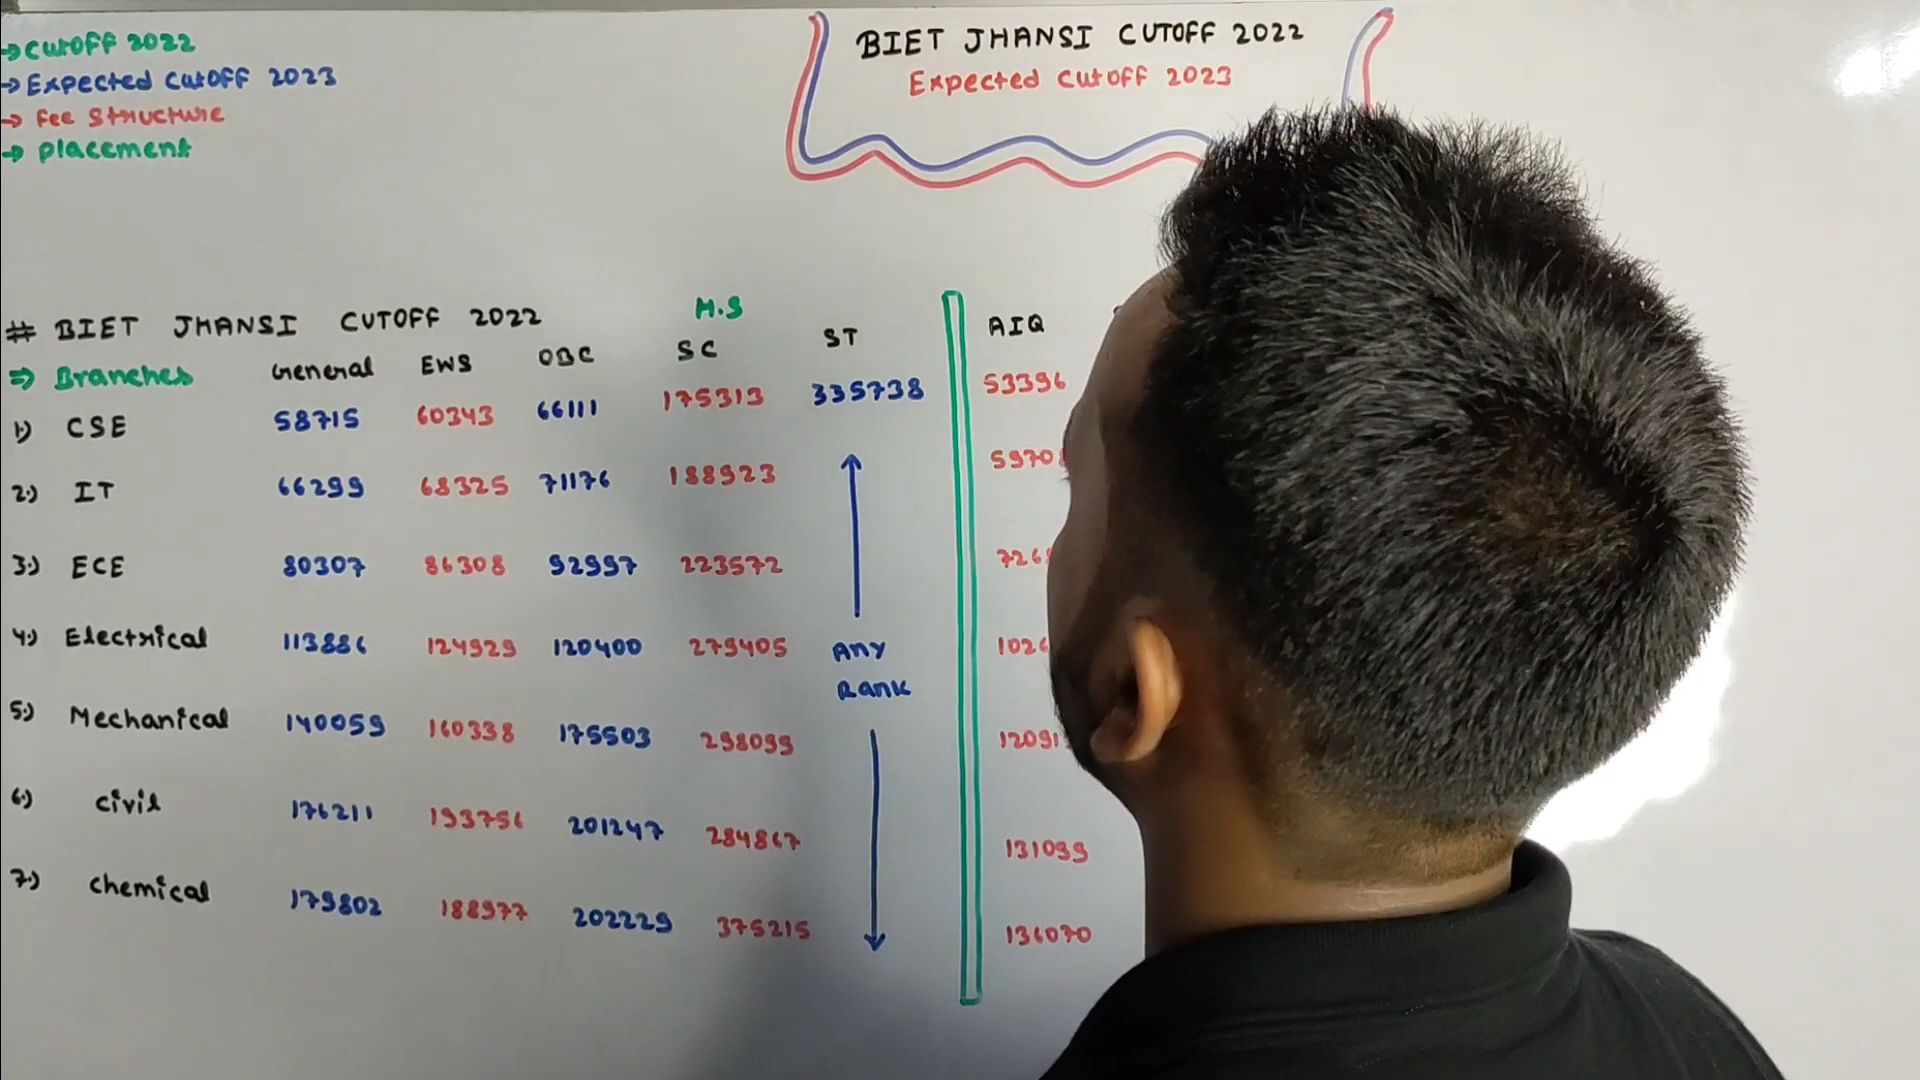 → Cutoff 2022
→ Expected Cutoff 2023
→ Fee Structure
→ Placement
BIET JHANSI CUTOFF 2022
Expected Cutoff 2023
# BIET JHANSI CUTOFF 2022 H.S
⇒ Branches General EWS OBC SC ST AIQ
1.) CSE 58715 60343 66111 175313 335738 53396
2.) IT 66299 68325 71176 188923
3.) ECE 80307 86308 92997 223572
4.) Electrical 113886 124929 120400 279405 Any
Rank
5.) Mechanical 140059 160338 175503 298099
6.) Civil 176211 193756 201247 284867 131099
7.) Chemical 179802 188977 202229 375215 136070